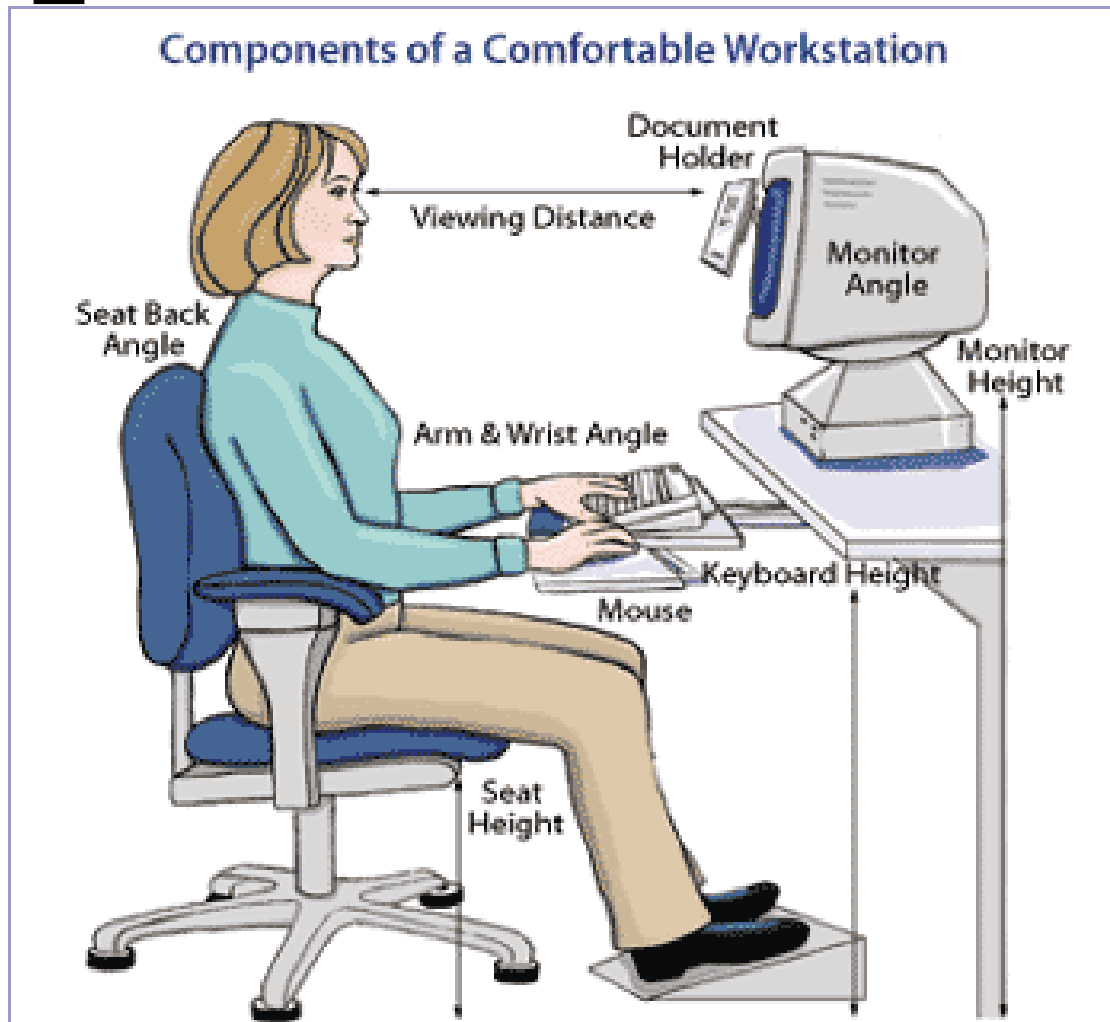 Components of a Comfortable Workstation
Document
Holder
Viewing Distance
Monitor
Angle
Seat Back
Angle
Monitor
Height
Arm & Wrist Angle
Keyboard Height
Mouse
Seat
Height